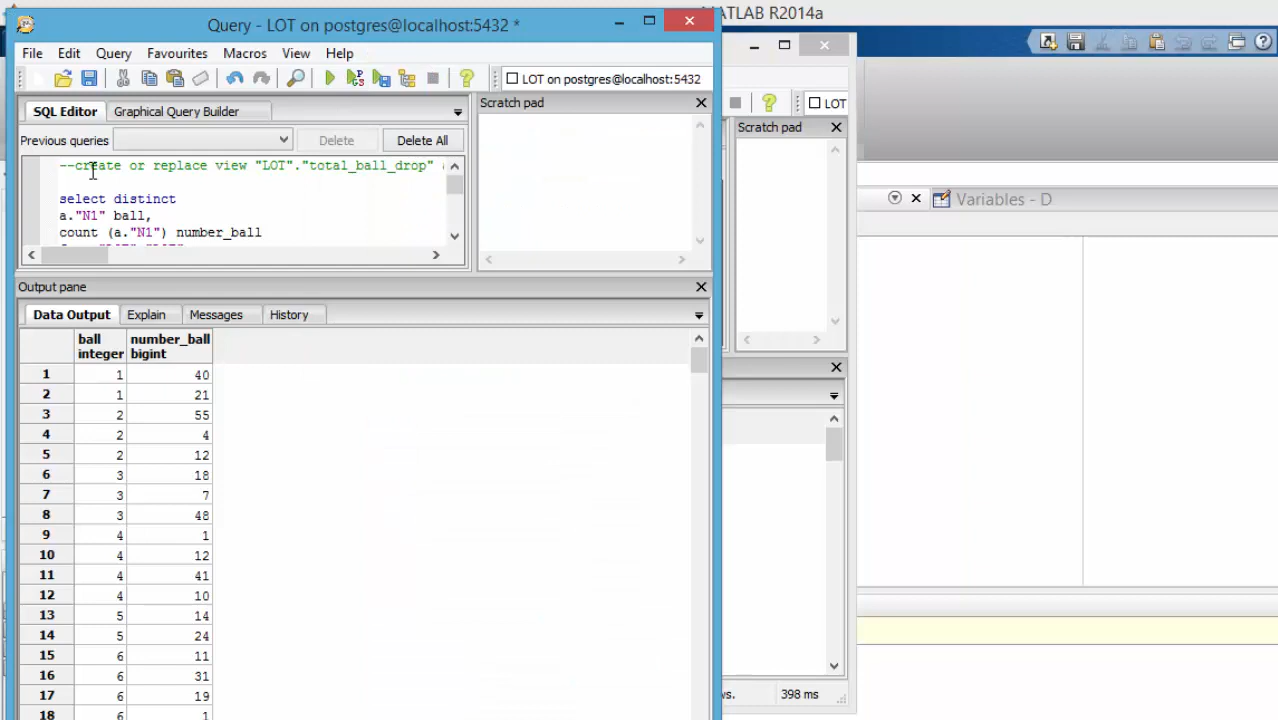 MATLAB R2014a
Query - LOT on postgres@localhost:5432 *
File Edit Query Favourites Macros View Help
LOT on postgres@localhost:5432
LOT
SQL Editor Graphical Query Builder
Scratch pad
Scratch pad
Previous queries Delete Delete All
--create or replace view "LOT"."total_ball_drop"
select distinct
a."N1" ball,
count (a."N1") number_ball
Variables - D
Output pane
Data Output Explain Messages History
ball number_ball
integer bigint
1 1 40
2 1 21
3 2 55
4 2 4
5 2 12
6 3 18
7 3 7
8 3 48
9 4 1
10 4 12
11 4 41
12 4 10
13 5 14
14 5 24
15 6 11
16 6 31
17 6 19
18 6 1
398 ms